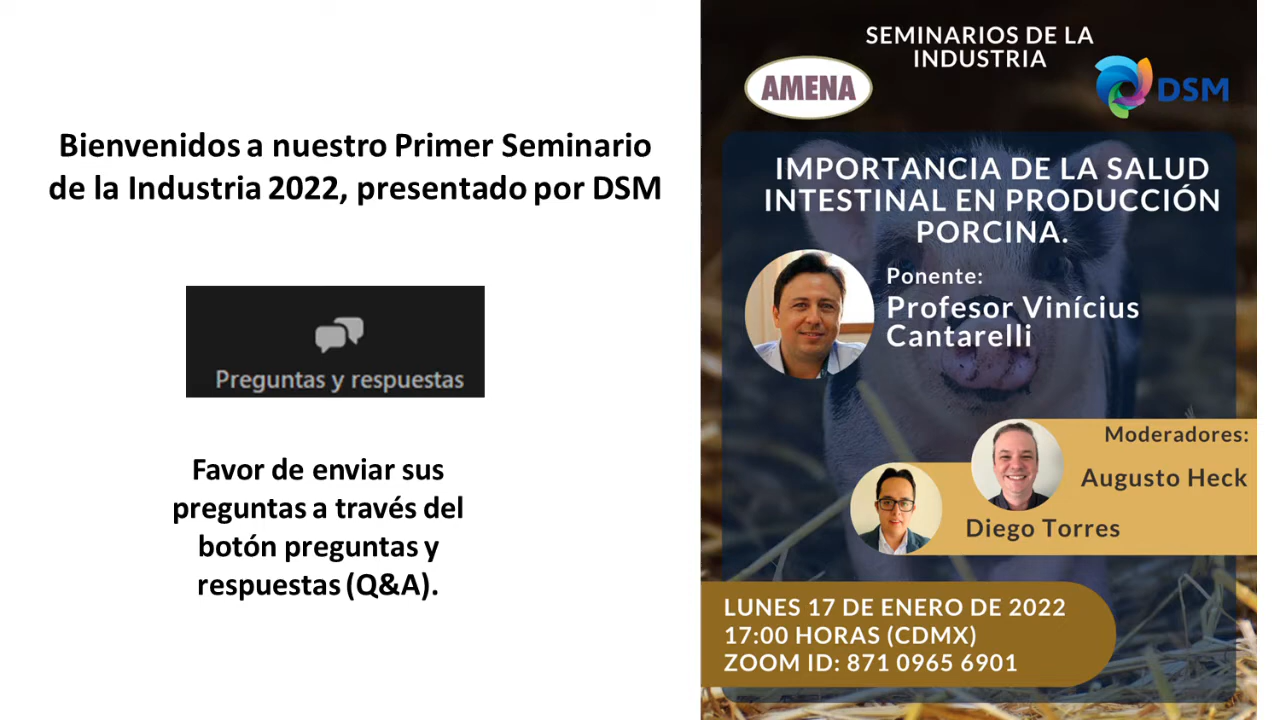 Bienvenidos a nuestro Primer Seminario
de la Industria 2022, presentado por DSM
Preguntas y respuestas
Favor de enviar sus
preguntas a través del
botón preguntas y
respuestas (Q&A).
SEMINARIOS DE LA
INDUSTRIA
AMENA
DSM
IMPORTANCIA DE LA SALUD
INTESTINAL EN PRODUCCIÓN
PORCINA.
Ponente:
Profesor Vinícius
Cantarelli
Moderadores:
Augusto Heck
Diego Torres
LUNES 17 DE ENERO DE 2022
17:00 HORAS (CDMX)
ZOOM ID: 871 0965 6901